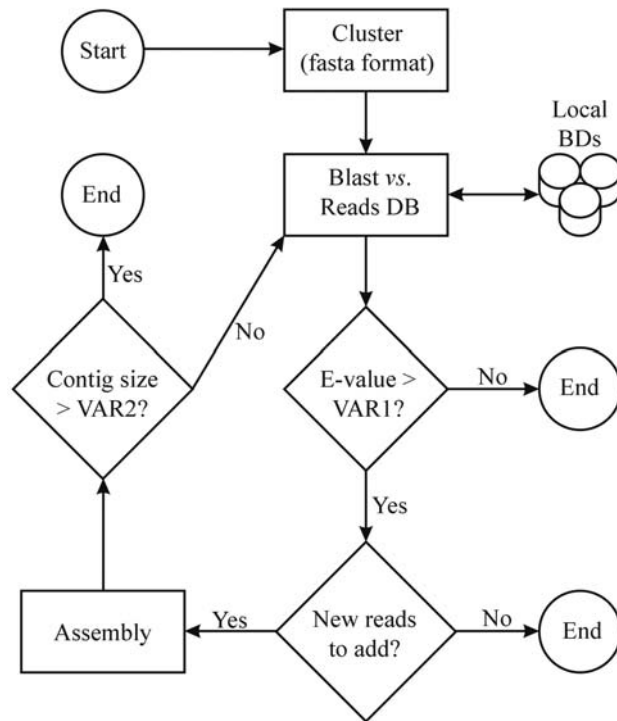 Start
Cluster
(fasta format)
Local
BDs
End
Blast vs.
Reads DB
Yes
No
Contig size
> VAR2?
E-value >
VAR1?
No
End
Yes
Assembly
Yes
New reads
to add?
No
End